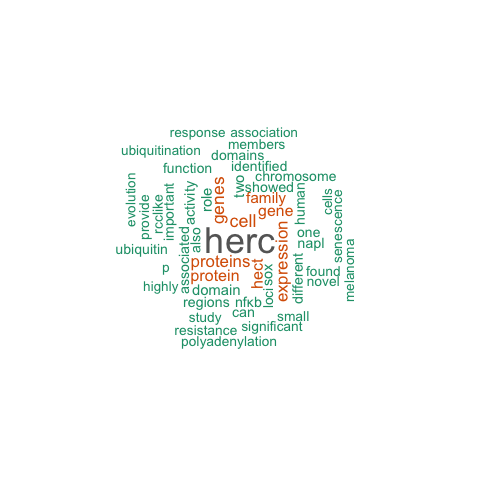 response association
members
ubiquitination
domains
function
identified
chromosome
evolution
provide
rcclike
important
activity
role
genes
two
showed
family
human
cells
senescence
gene
cell
herc
also
associated
one
napl
expression
different
ubiquitin
proteins
p
protein
hect
sox
loci
found
novel
melanoma
highly
domain
regions
nfκb
can
study
small
significant
resistance
polyadenylation